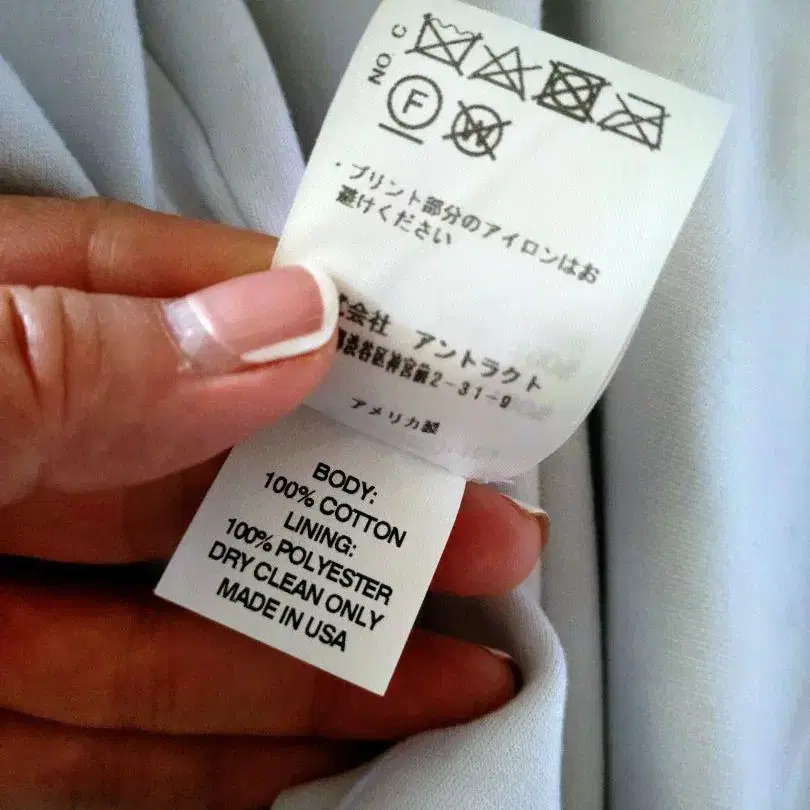 NO. C
F
W
・プリント部分のアイロンはお
避けください
会社 アントラクト
渋谷区神宮前2-31-9
アメリカ製
BODY:
100% COTTON
LINING:
100% POLYESTER
DRY CLEAN ONLY
MADE IN USA